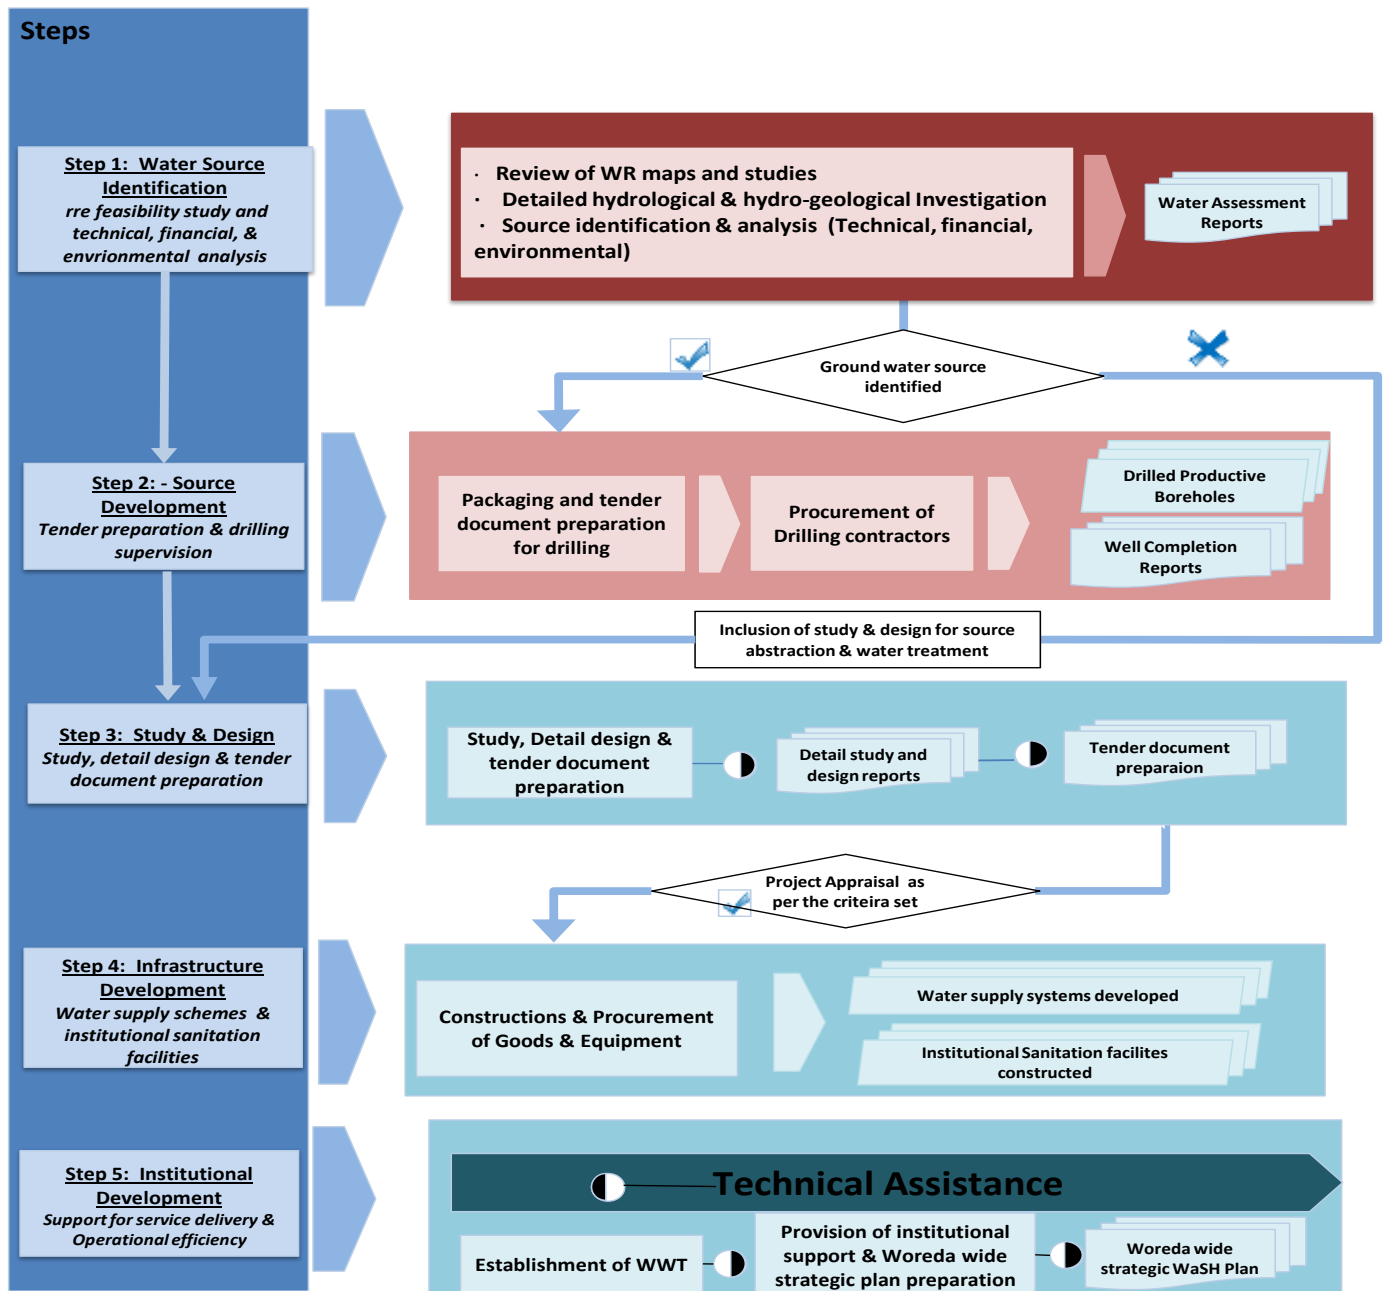 Steps
Step 1:  Water Source
Identification
rre feasibility study and
technical, financial, &
envrionmental  analysis
·  Review of WR maps and studies
·  Detailed hydrological & hydro-geological Investigation
·  Source identification & analysis  (Technical, financial,
environmental)
Water Assessment
Reports
Ground water source
identified
Step 2: - Source
Development
Tender preparation & drilling
supervision
Packaging and tender
document preparation
for drilling
Procurement of
Drilling contractors
Drilled Productive
Boreholes
Well Completion
Reports
Inclusion of study & design for source
abstraction & water treatment
Step 3:  Study & Design
Study, detail design & tender
document preparation
Study, Detail design &
tender document
preparation
Detail study and
design reports
Tender document
preparaion
Project Appraisal  as
per the criteira set
Step 4:  Infrastructure
Development
Water supply schemes  &
institutional sanitation
facilities
Constructions & Procurement
of Goods & Equipment
Water supply systems developed
Institutional Sanitation facilites
constructed
Step 5:  Institutional
Development
Support for service delivery &
Operational efficiency
Technical Assistance
Establishment of WWT
Provision of institutional
support & Woreda wide
strategic plan preparation
Woreda wide
strategic WaSH Plan